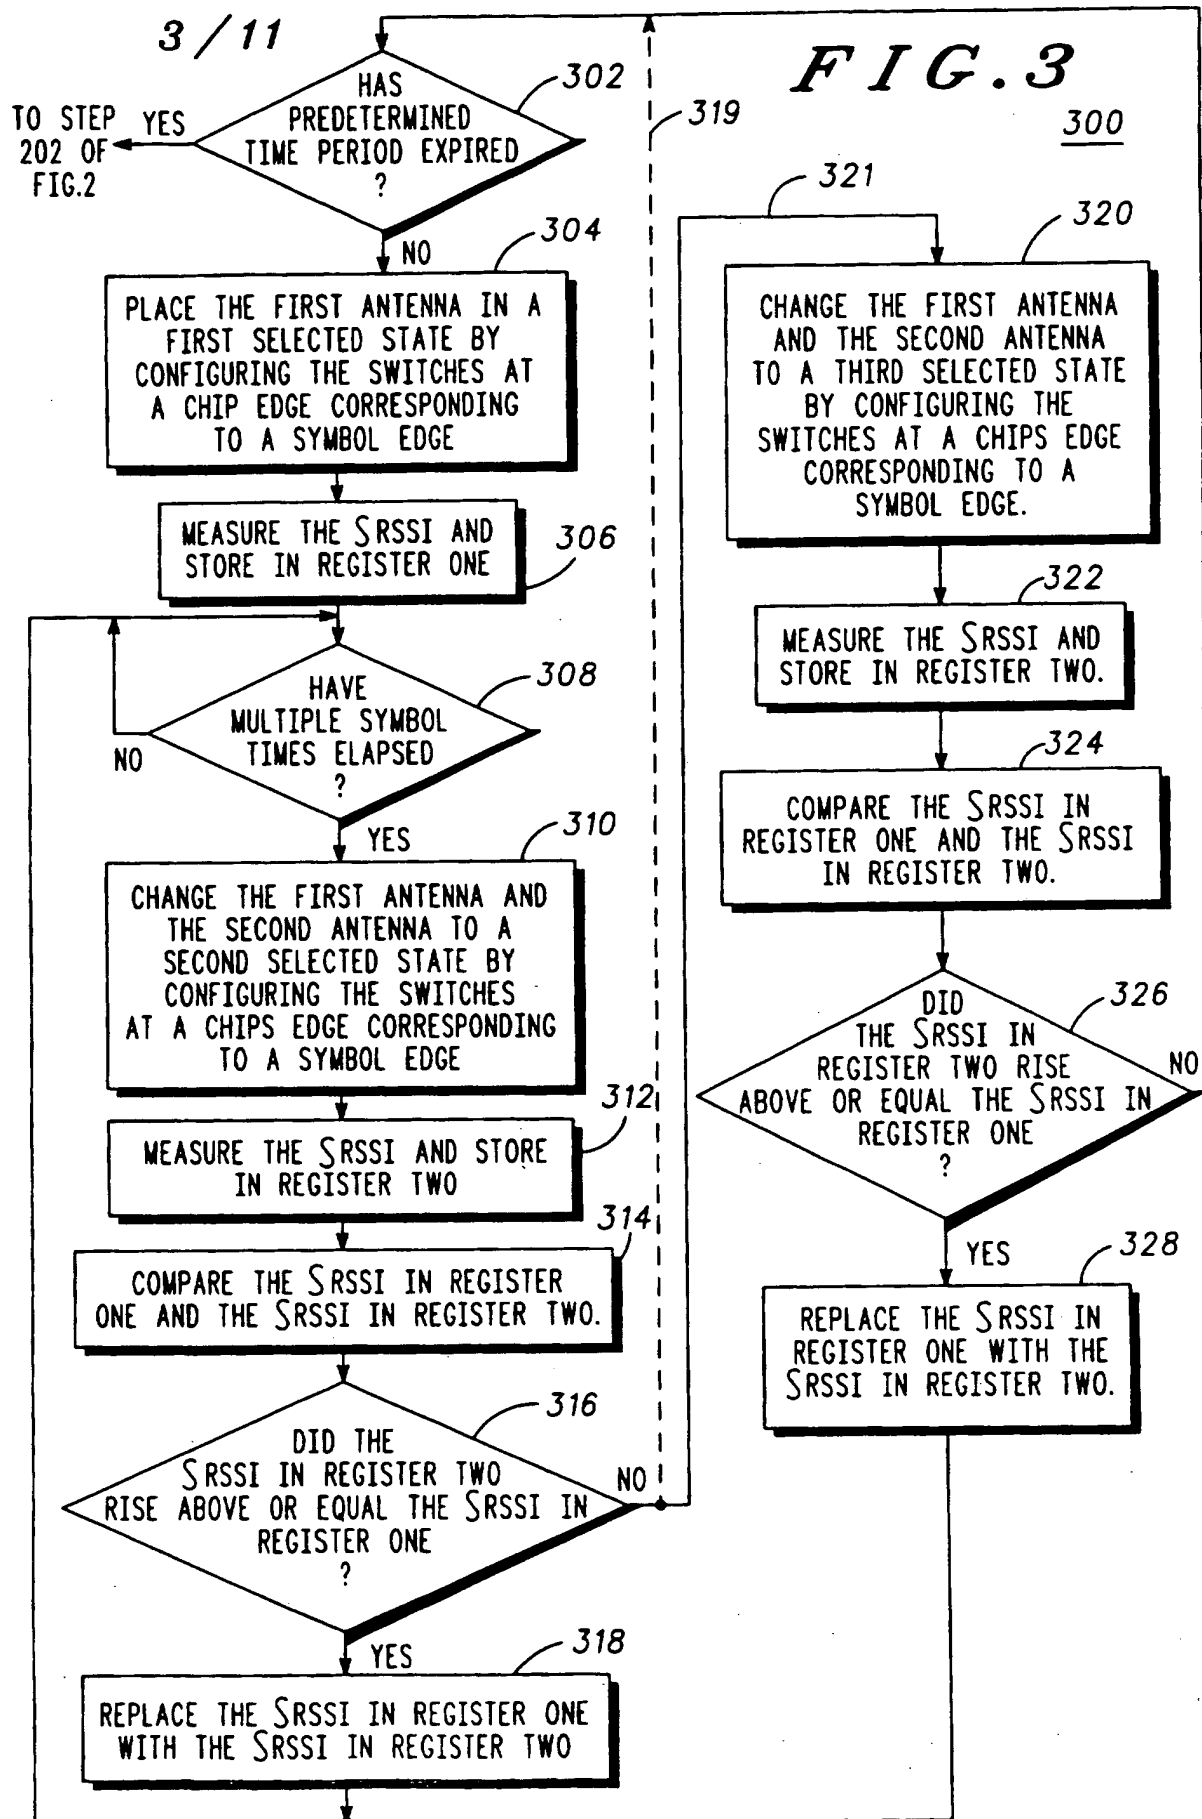 3/11
FIG.3
300
302
HAS
PREDETERMINED
TIME PERIOD EXPIRED
?
YES
TO STEP
202 OF
FIG.2
NO
319
304
PLACE THE FIRST ANTENNA IN A
FIRST SELECTED STATE BY
CONFIGURING THE SWITCHES AT
A CHIP EDGE CORRESPONDING
TO A SYMBOL EDGE
306
MEASURE THE SRSSI AND
STORE IN REGISTER ONE
308
HAVE
MULTIPLE SYMBOL
TIMES ELAPSED
?
NO
YES
310
CHANGE THE FIRST ANTENNA AND
THE SECOND ANTENNA TO A
SECOND SELECTED STATE BY
CONFIGURING THE SWITCHES
AT A CHIPS EDGE CORRESPONDING
TO A SYMBOL EDGE
312
MEASURE THE SRSSI AND STORE
IN REGISTER TWO
314
COMPARE THE SRSSI IN REGISTER
ONE AND THE SRSSI IN REGISTER TWO.
316
DID THE
SRSSI IN REGISTER TWO
RISE ABOVE OR EQUAL THE SRSSI IN
REGISTER ONE
?
NO
YES
318
REPLACE THE SRSSI IN REGISTER ONE
WITH THE SRSSI IN REGISTER TWO
321
320
CHANGE THE FIRST ANTENNA
AND THE SECOND ANTENNA
TO A THIRD SELECTED STATE
BY CONFIGURING THE
SWITCHES AT A CHIPS EDGE
CORRESPONDING TO A
SYMBOL EDGE.
322
MEASURE THE SRSSI AND
STORE IN REGISTER TWO.
324
COMPARE THE SRSSI IN
REGISTER ONE AND THE SRSSI
IN REGISTER TWO.
326
DID
THE SRSSI IN
REGISTER TWO RISE
ABOVE OR EQUAL THE SRSSI IN
REGISTER ONE
?
NO
YES
328
REPLACE THE SRSSI IN
REGISTER ONE WITH THE
SRSSI IN REGISTER TWO.